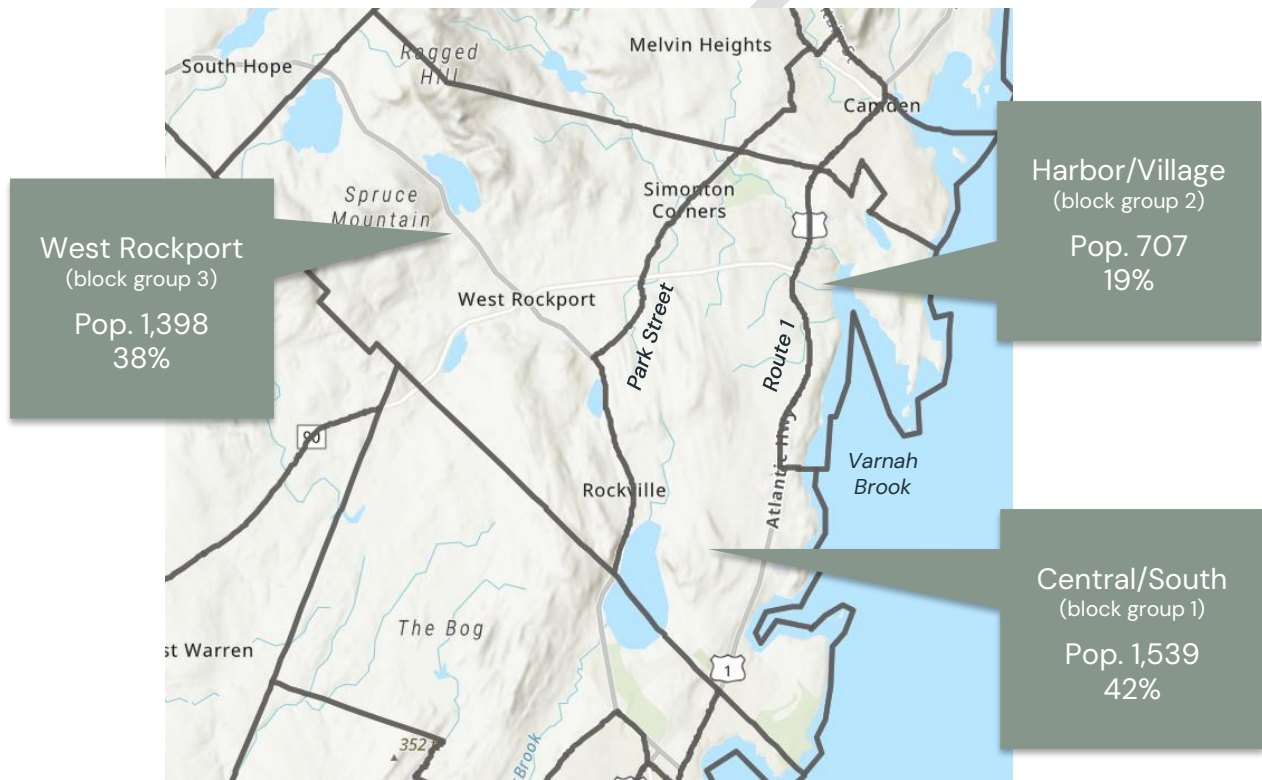 South Hope
Ragged
Hill
Melvin Heights
Camden
Harbor/Village
(block group 2)
Pop. 707
19%
Spruce
Mountain
Simonton
Corners
West Rockport
(block group 3)
Pop. 1,398
38%
West Rockport
Park Street
Route 1
Atlantic Hwy
90
Varnah
Brook
Rockville
Central/South
(block group 1)
Pop. 1,539
42%
The Bog
st Warren
1
352
Brook